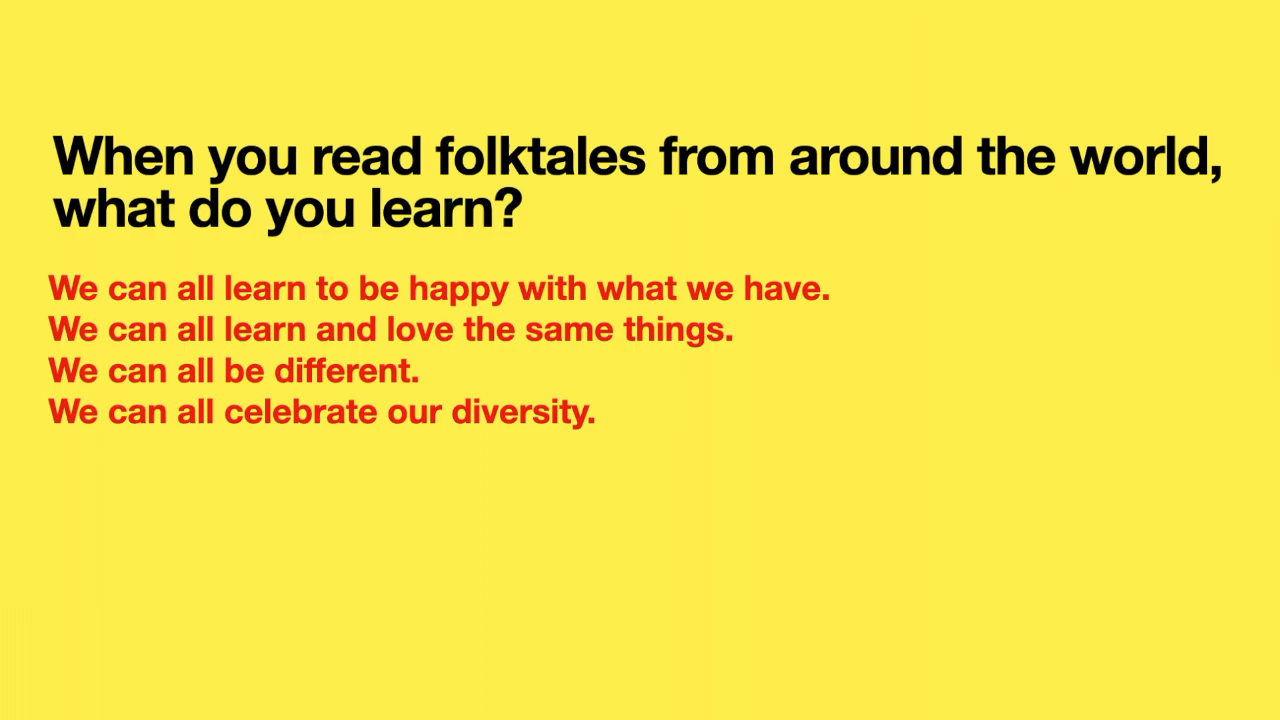 When you read folktales from around the world,
what do you learn?
We can all learn to be happy with what we have.
We can all learn and love the same things.
We can all be different.
We can all celebrate our diversity.